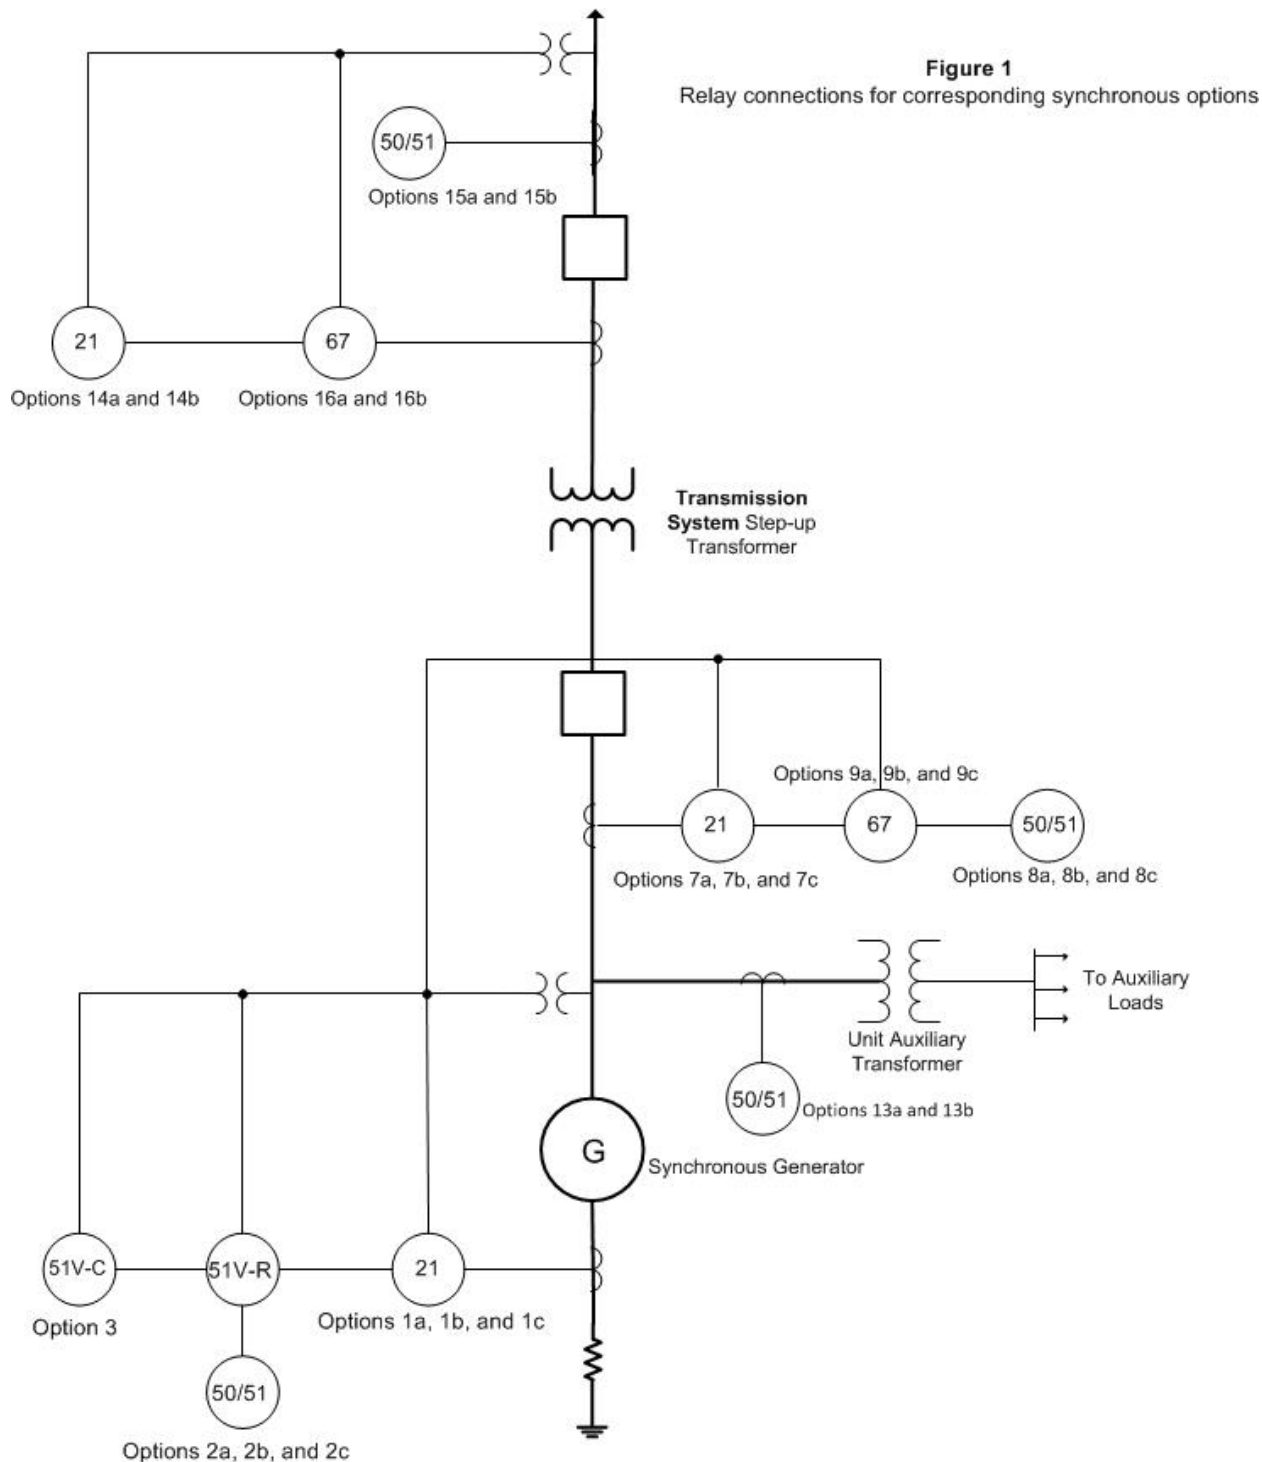 Figure 1
Relay connections for corresponding synchronous options
50/51
Options 15a and 15b
21
67
Options 14a and 14b
Options 16a and 16b
Transmission
System Step-up
Transformer
Options 9a, 9b, and 9c
21
67
50/51
Options 7a, 7b, and 7c
Options 8a, 8b, and 8c
To Auxiliary
Loads
Unit Auxiliary
Transformer
50/51
Options 13a and 13b
G
Synchronous Generator
51V-C
51V-R
21
Option 3
Options 1a, 1b, and 1c
50/51
Options 2a, 2b, and 2c